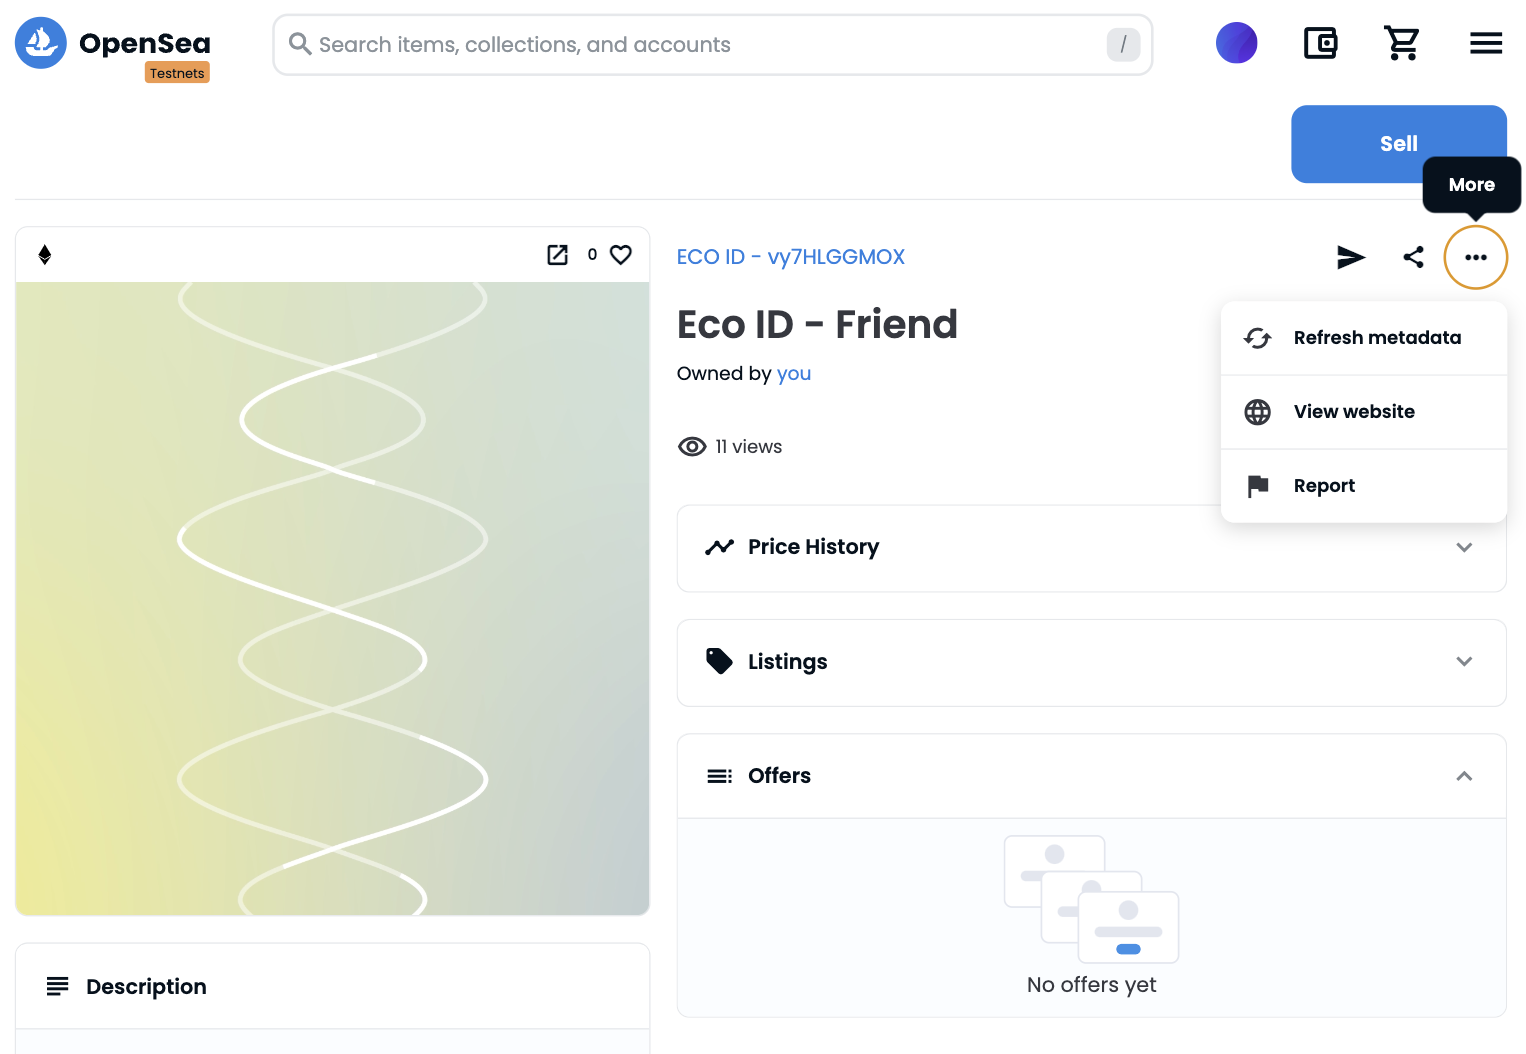 OpenSea
Testnets
Search items, collections, and accounts
/
Sell
More
0
ECO ID - vy7HLGGMOX
Eco ID - Friend
Owned by you
11 views
Refresh metadata
View website
Report
Price History
Listings
Offers
No offers yet
Description